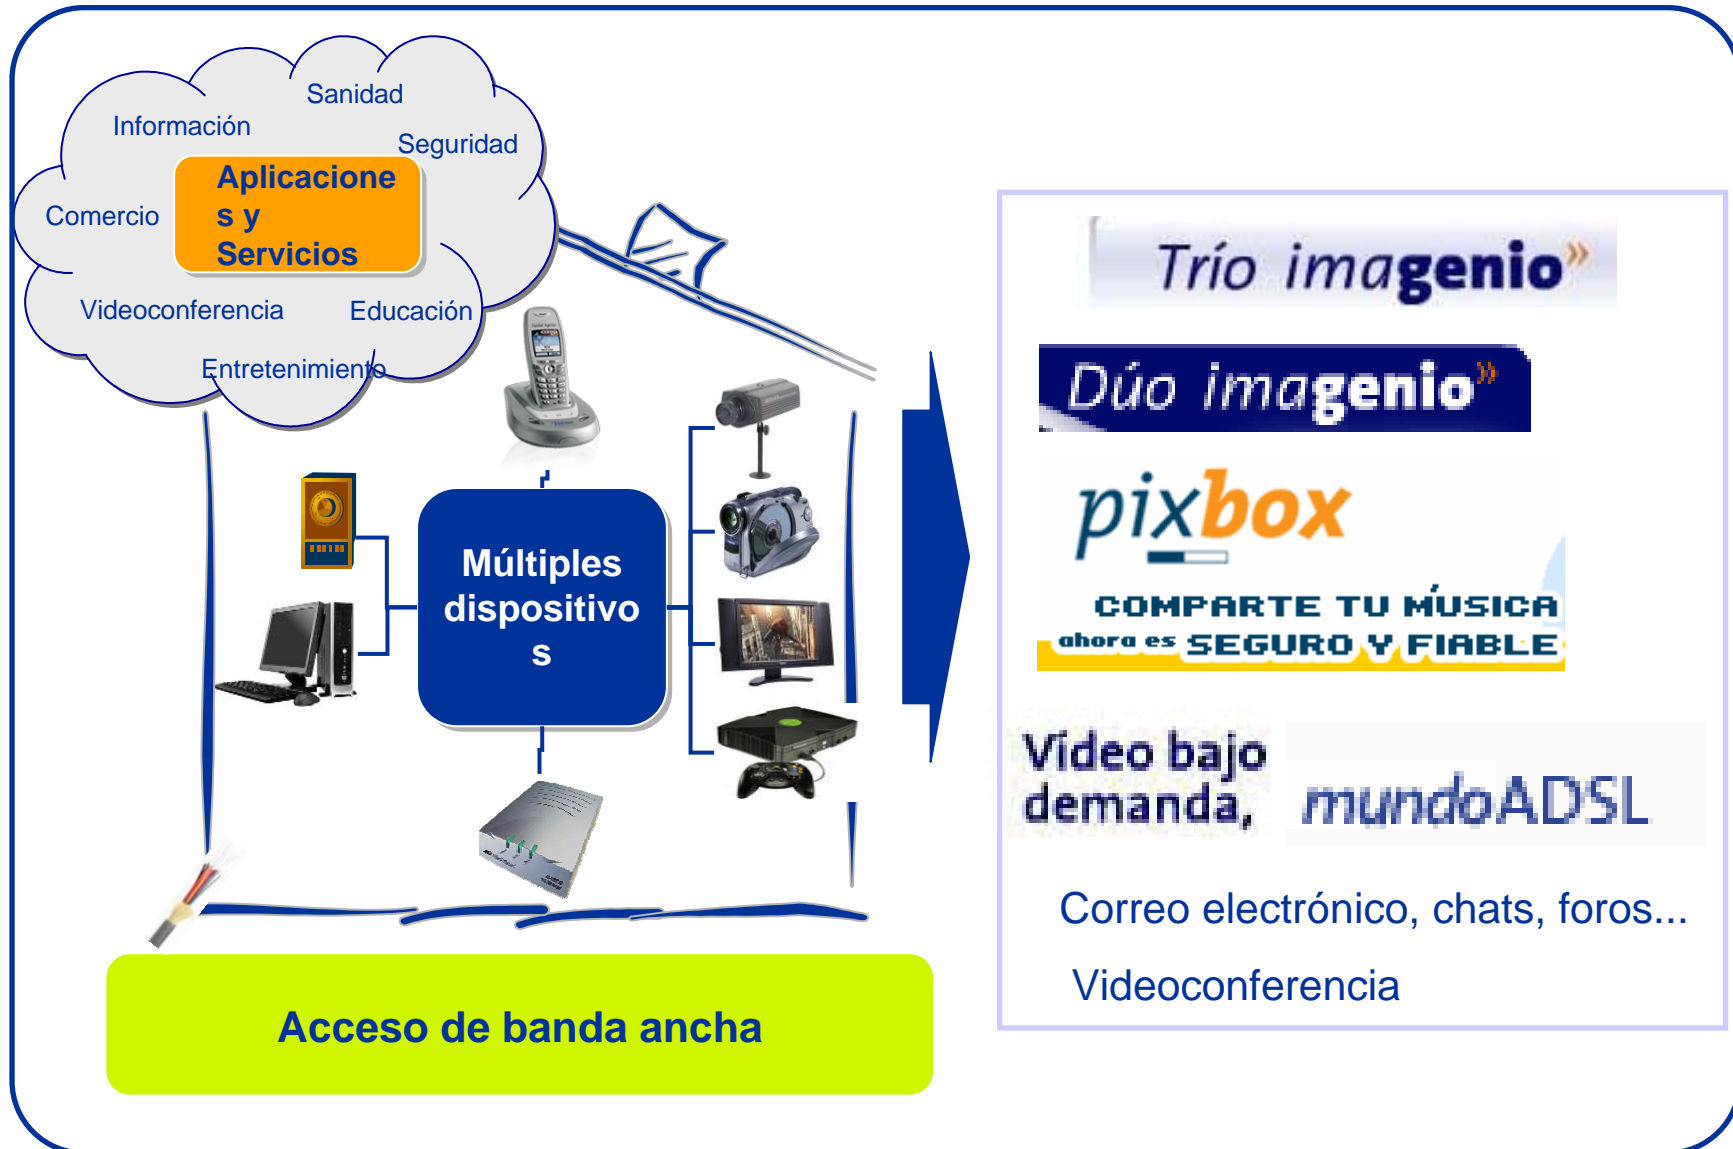 Sanidad
Información
Seguridad
Aplicacione
s y
Servicios
Comercio
Videoconferencia
Educación
Entretenimiento
Múltiples
dispositivo
s
Acceso de banda ancha
Trío imagenio»
Dúo imagenio»
pixbox
COMPARTE TU MÚSICA
ahora es SEGURO Y FIABLE
Vídeo bajo
demanda,
mundoADSL
Correo electrónico, chats, foros...
Videoconferencia